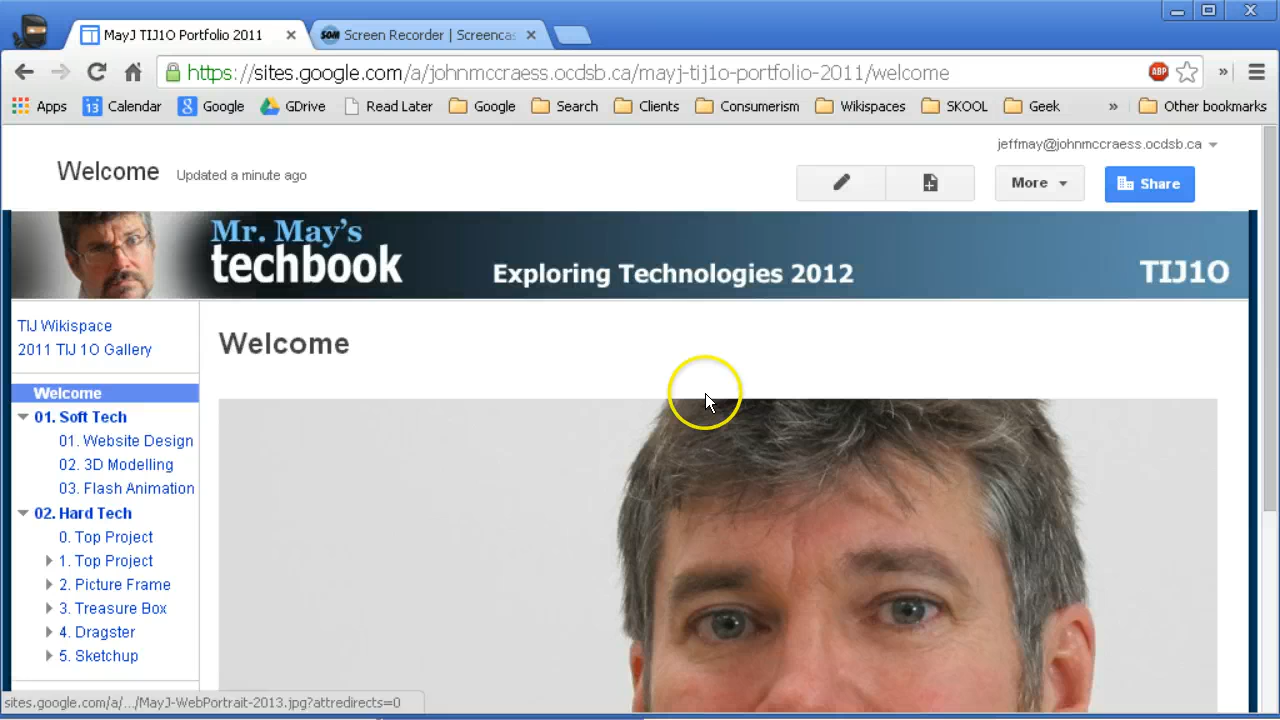 MayJ TIJ1O Portfolio 2011
SOM Screen Recorder | Screencas
https://sites.google.com/a/johnmccraess.ocdsb.ca/mayj-tij1o-portfolio-2011/welcome
ABP
»
Apps
13 Calendar
8 Google
GDrive
Read Later
Google
Search
Clients
Consumerism
Wikispaces
SKOOL
Geek
»
Other bookmarks
jeffmay@johnmccraess.ocdsb.ca
Welcome Updated a minute ago
More
Share
Mr. May's
techbook
Exploring Technologies 2012
TIJ1O
TIJ Wikispace
2011 TIJ 1O Gallery
Welcome
01. Soft Tech
01. Website Design
02. 3D Modelling
03. Flash Animation
02. Hard Tech
0. Top Project
1. Top Project
2. Picture Frame
3. Treasure Box
4. Dragster
5. Sketchup
Welcome
sites.google.com/a/.../MayJ-WebPortrait-2013.jpg?attredirects=0